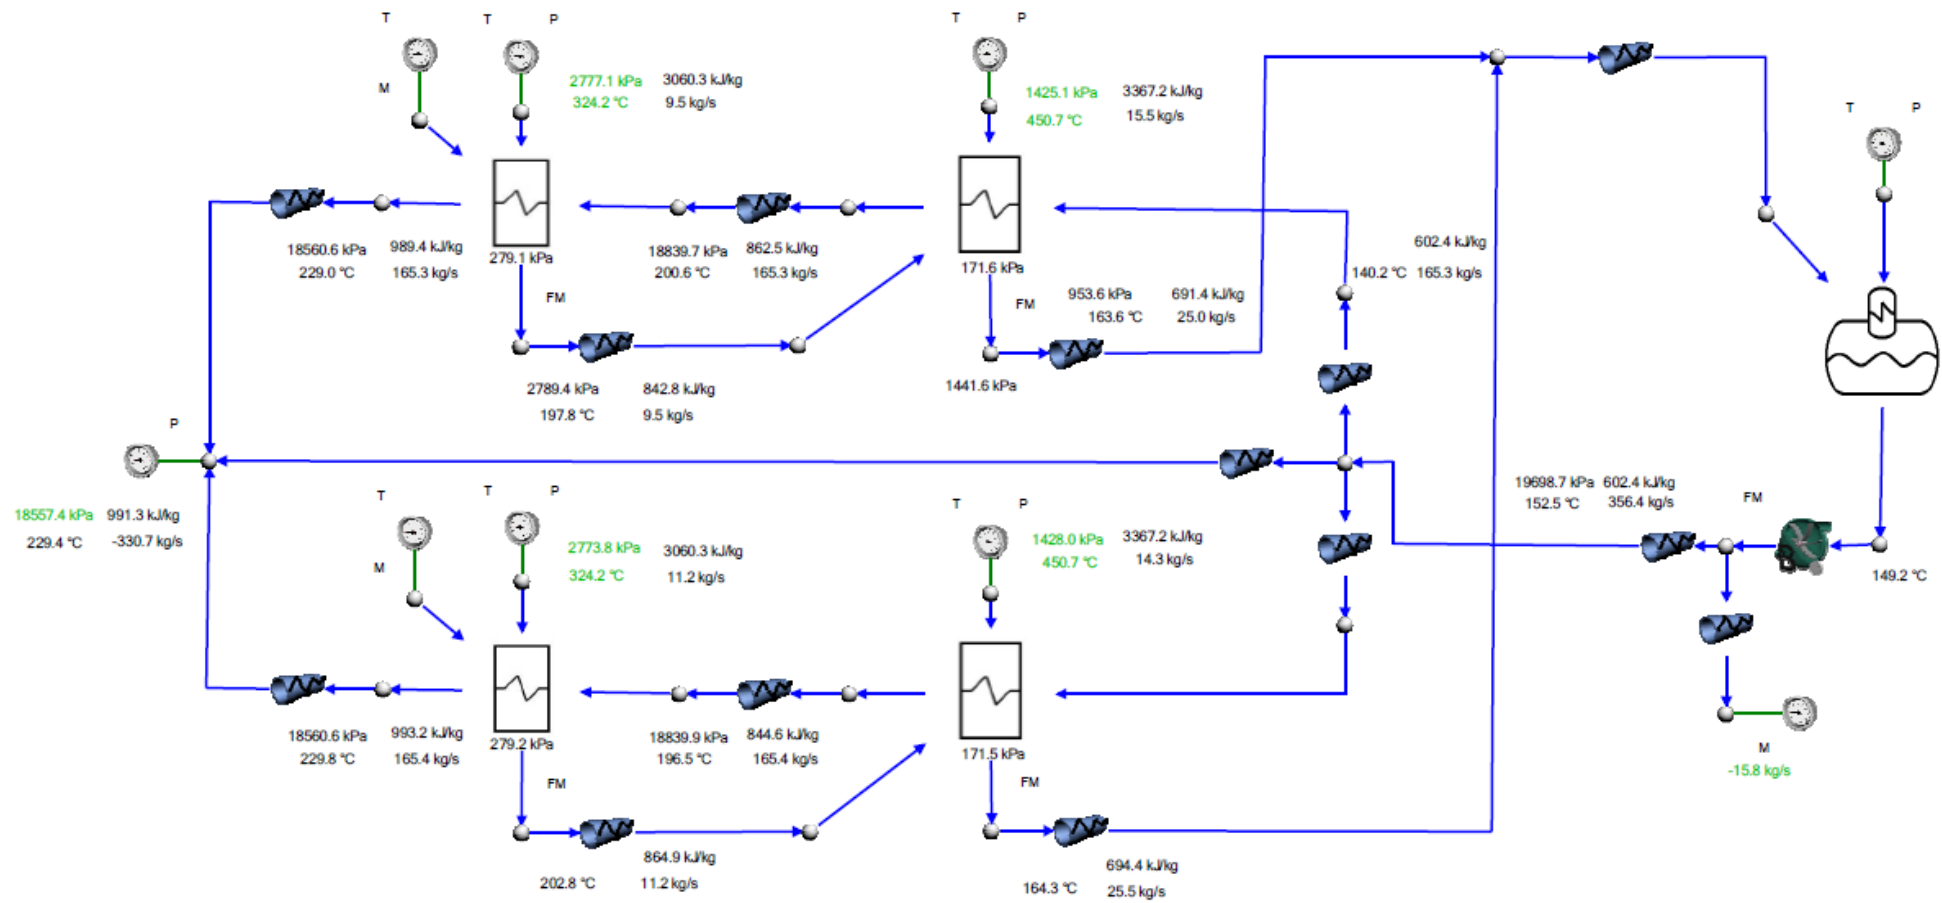 T T P T P
2777.1 kPa 3060.3 kJ/kg
324.2 °C 9.5 kg/s
M
1425.1 kPa 3367.2 kJ/kg
450.7 °C 15.5 kg/s
T P
18560.6 kPa 989.4 kJ/kg
229.0 °C 165.3 kg/s
279.1 kPa
18839.7 kPa 862.5 kJ/kg
200.6 °C 165.3 kg/s
171.6 kPa
602.4 kJ/kg
140.2 °C 165.3 kg/s
FM
FM
953.6 kPa 691.4 kJ/kg
163.6 °C 25.0 kg/s
2789.4 kPa 842.8 kJ/kg
197.8 °C 9.5 kg/s
1441.6 kPa
P
18557.4 kPa 991.3 kJ/kg
229.4 °C -330.7 kg/s
19698.7 kPa 602.4 kJ/kg
152.5 °C 356.4 kg/s
FM
149.2 °C
T T P T P
2773.8 kPa 3060.3 kJ/kg
324.2 °C 11.2 kg/s
M
1428.0 kPa 3367.2 kJ/kg
450.7 °C 14.3 kg/s
18560.6 kPa 993.2 kJ/kg
229.8 °C 165.4 kg/s
279.2 kPa
18839.9 kPa 844.6 kJ/kg
196.5 °C 165.4 kg/s
171.5 kPa
M
-15.8 kg/s
FM
FM
864.9 kJ/kg
202.8 °C 11.2 kg/s
694.4 kJ/kg
164.3 °C 25.5 kg/s